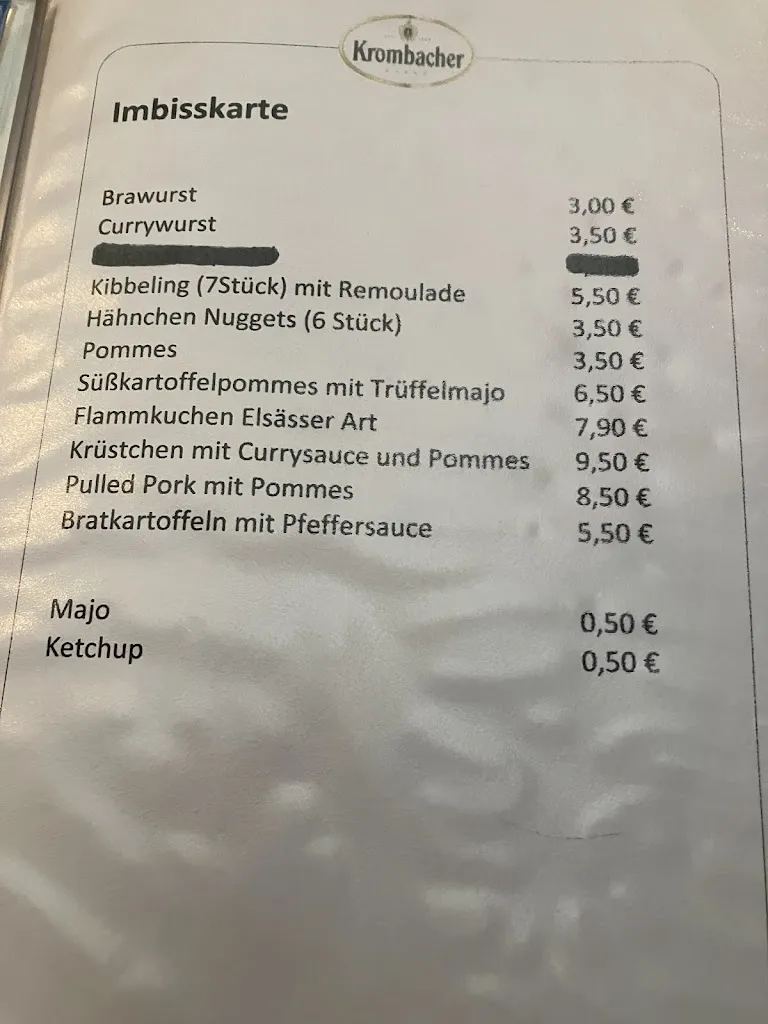 Krombacher
Imbisskarte
Brawurst 3,00 €
Currywurst 3,50 €
Kibbeling (7Stück) mit Remoulade 5,50 €
Hähnchen Nuggets (6 Stück) 3,50 €
Pommes 3,50 €
Süßkartoffelpommes mit Trüffelmajo 6,50 €
Flammkuchen Elsässer Art 7,90 €
Krüstchen mit Currysauce und Pommes 9,50 €
Pulled Pork mit Pommes 8,50 €
Bratkartoffeln mit Pfeffersauce 5,50 €
Majo 0,50 €
Ketchup 0,50 €